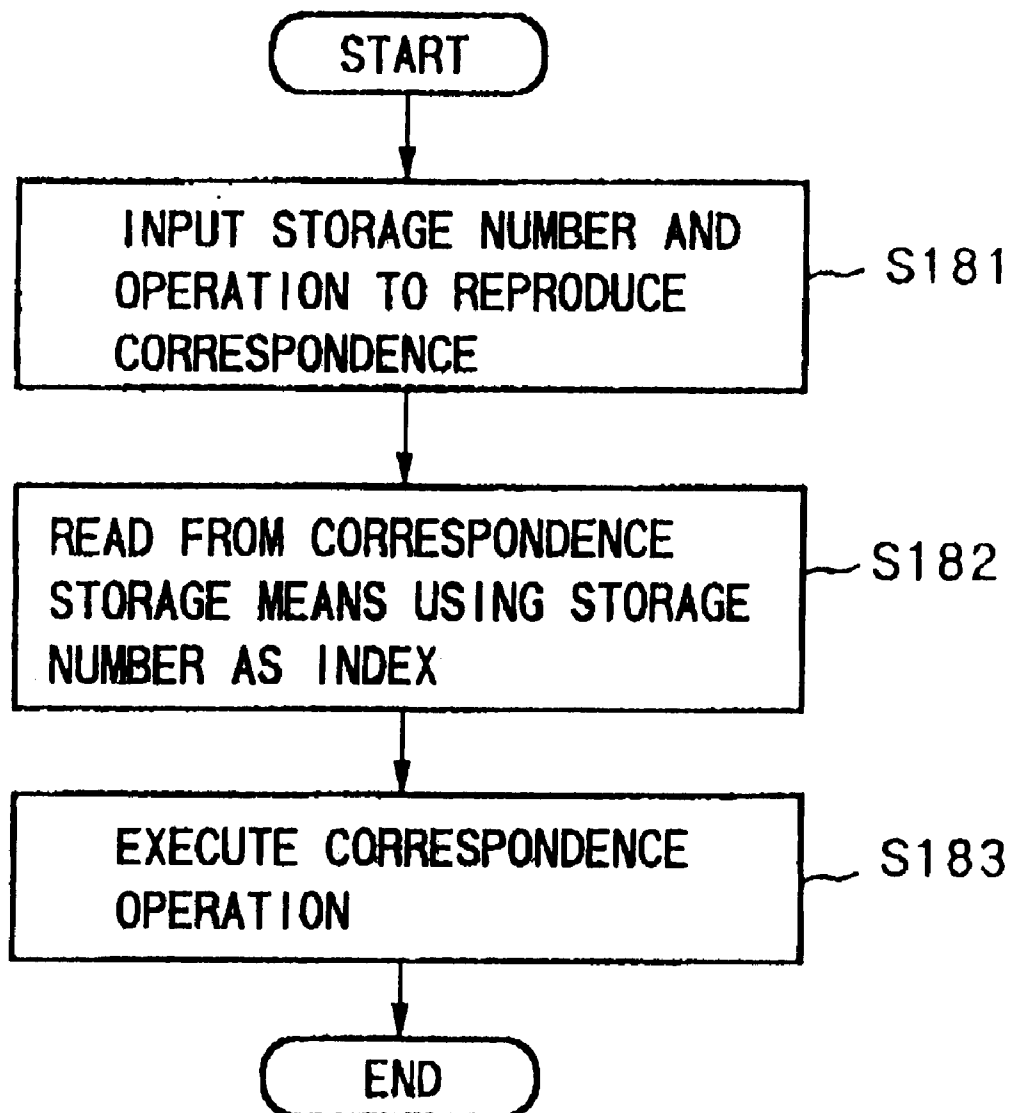 START
INPUT STORAGE NUMBER AND
OPERATION TO REPRODUCE
CORRESPONDENCE
S181
READ FROM CORRESPONDENCE
STORAGE MEANS USING STORAGE
NUMBER AS INDEX
S182
EXECUTE CORRESPONDENCE
OPERATION
S183
END